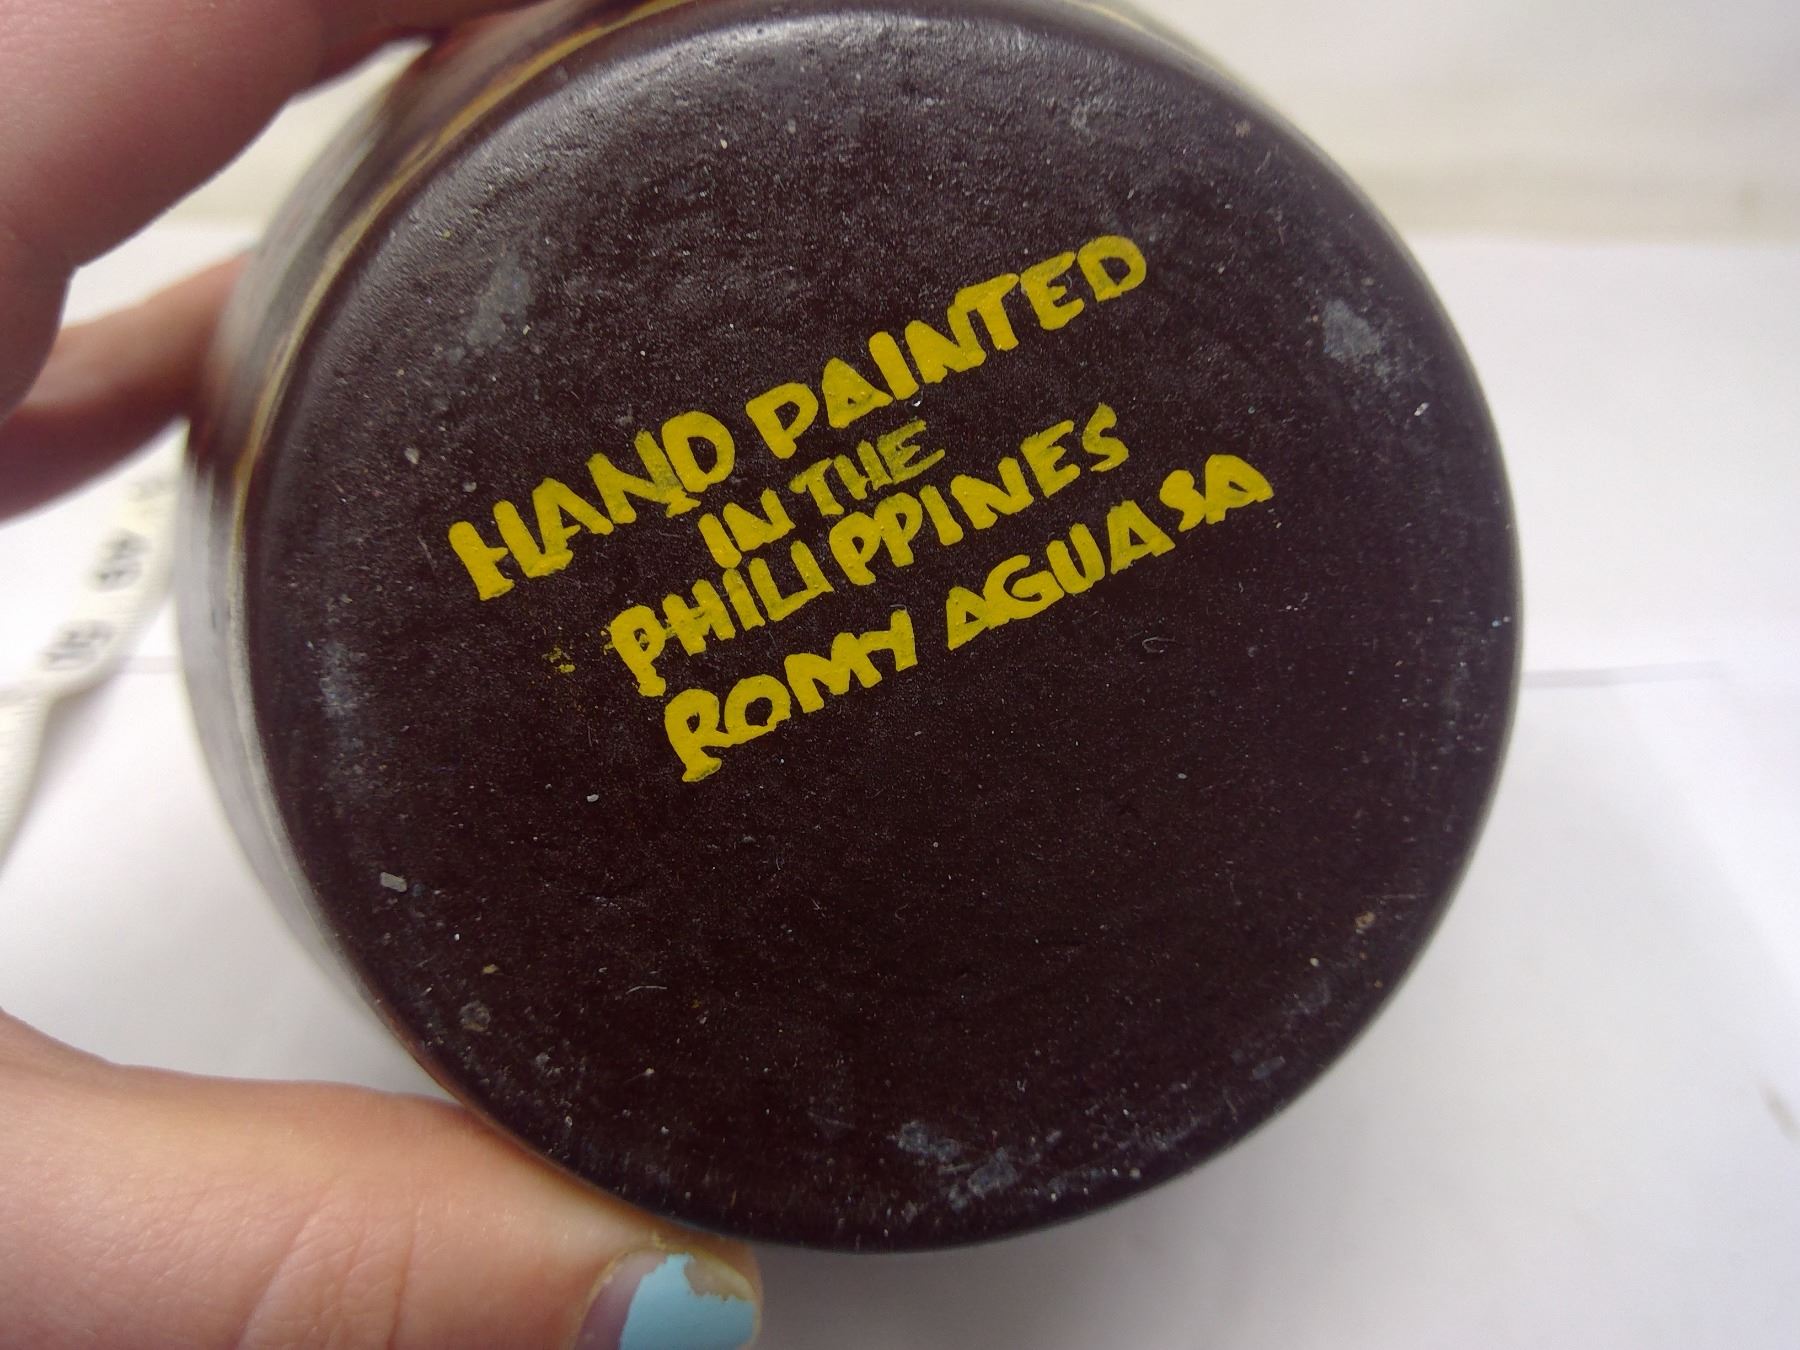 HAND PAINTED
IN THE
PHILIPPINES
ROMY AGUASA